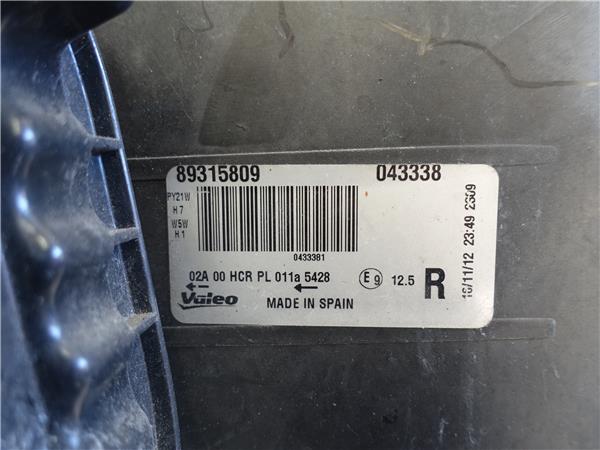 89315809 043338
PY21W
H7
W5W
H1
0433381
02A 00 HCR PL 011a 5428 E9 12.5 R
Valeo MADE IN SPAIN
16/11/12 23:49 2309